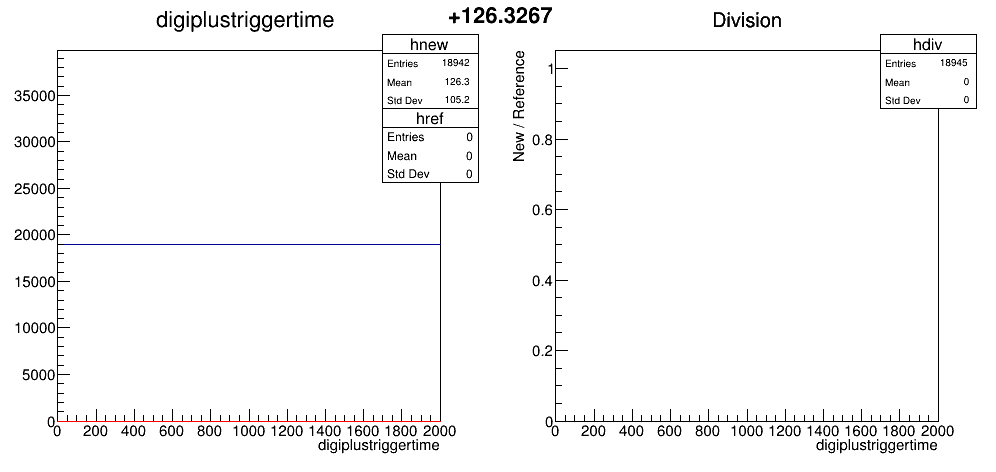 digiplustriggertime
+126.3267
Division
hnew
Entries 18942
Mean 126.3
Std Dev 105.2
href
Entries 0
Mean 0
Std Dev 0
35000
30000
25000
20000
15000
10000
5000
0
0 200 400 600 800 1000 1200 1400 1600 1800 2000
digiplustriggertime
hdiv
Entries 18945
Mean 0
Std Dev 0
New / Reference
1
0.8
0.6
0.4
0.2
0
0 200 400 600 800 1000 1200 1400 1600 1800 2000
digiplustriggertime